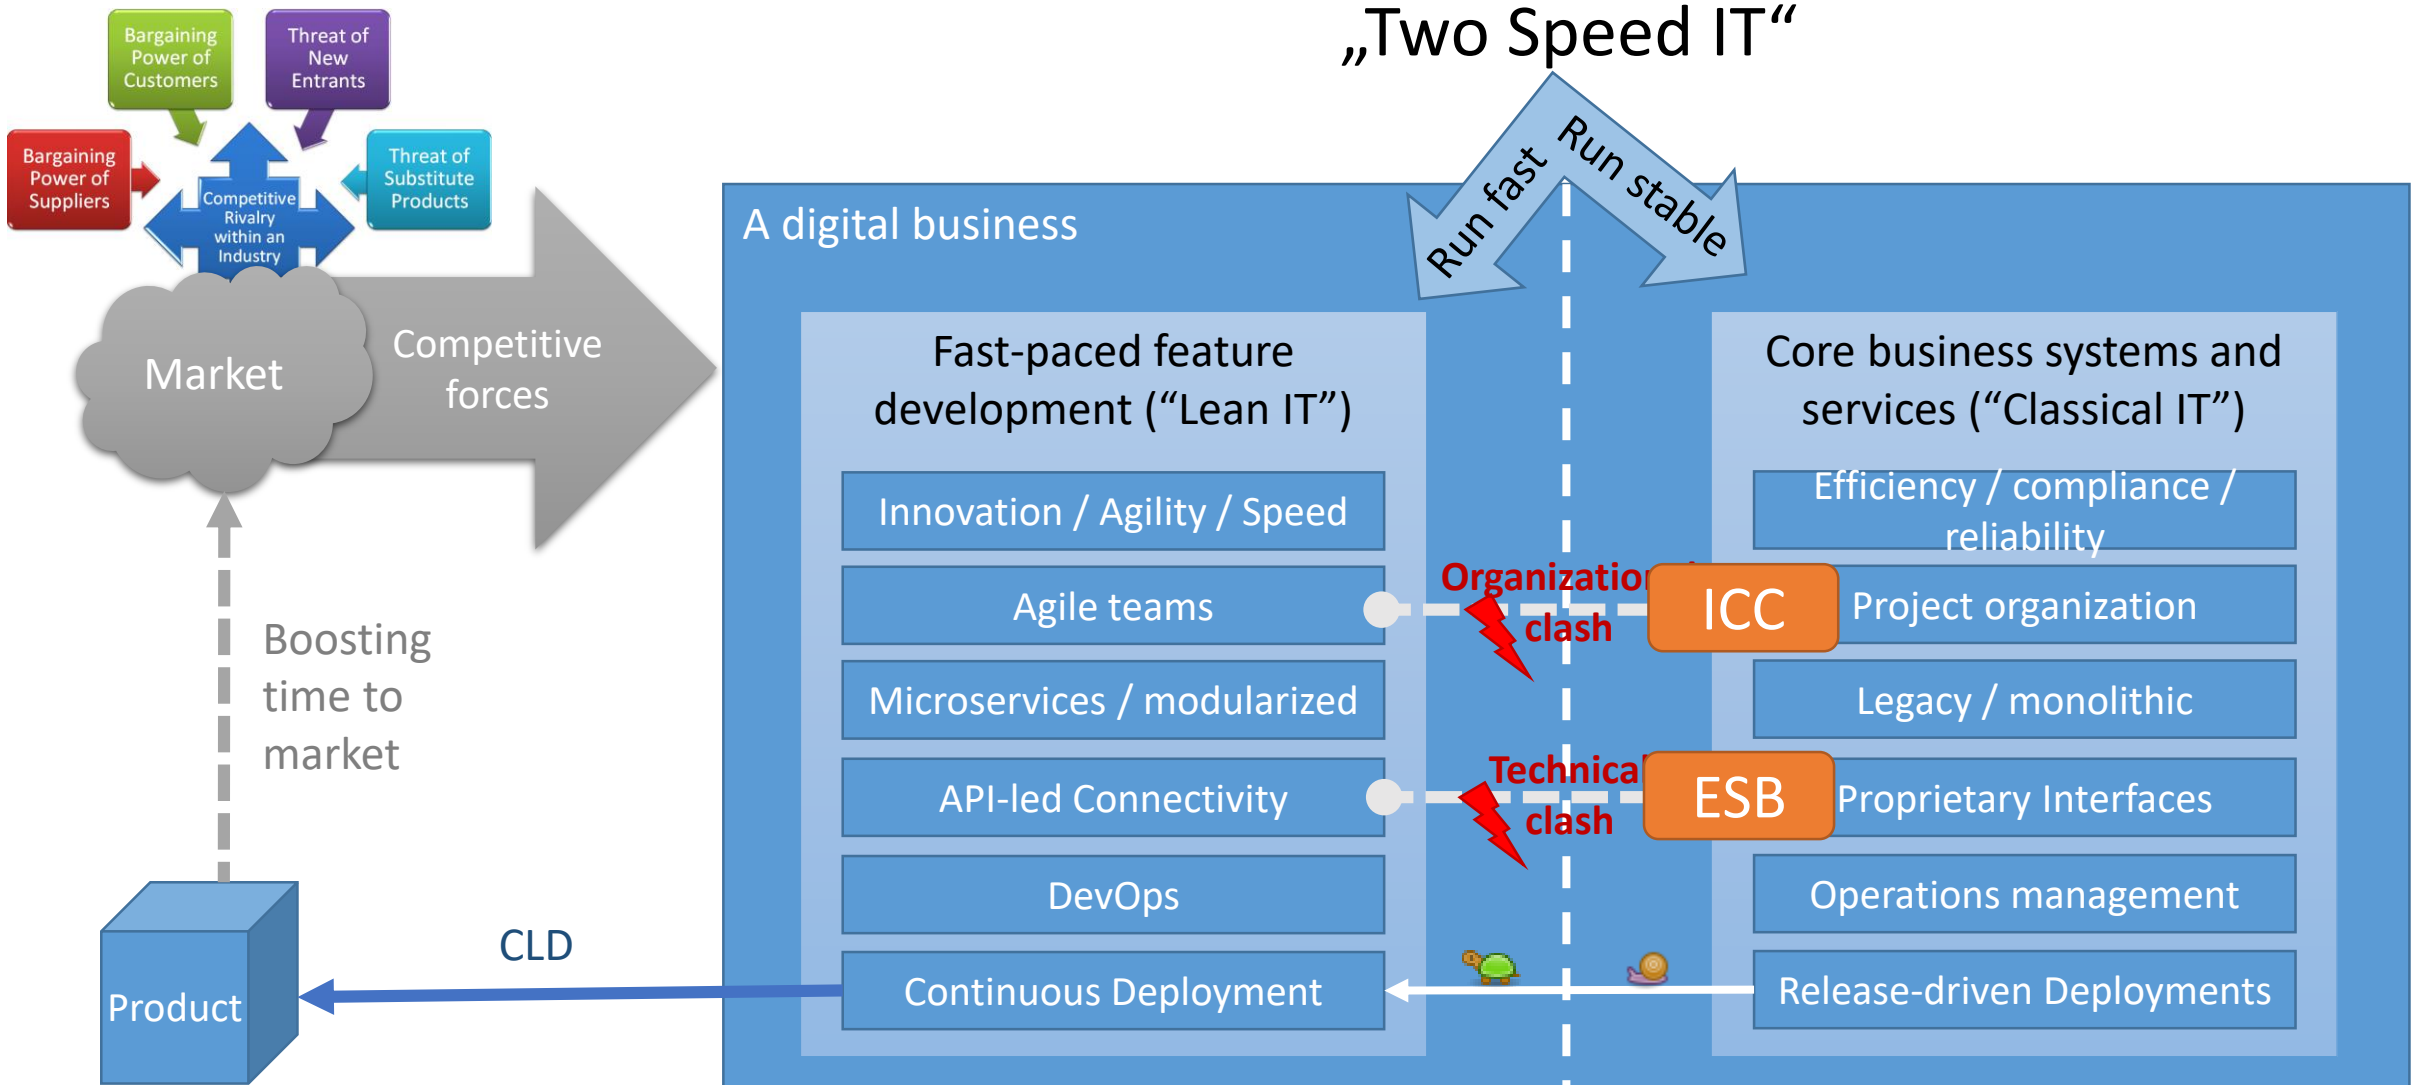 „Two Speed IT“
Bargaining
Power of
Customers
Threat of
New
Entrants
Bargaining
Power of
Suppliers
Threat of
Substitute
Products
Competitive
Rivalry
within an
Industry
Market
Competitive
forces
Boosting
time to
market
Product
CLD
Run fast
Run stable
A digital business
Fast-paced feature
development (“Lean IT”)
Innovation / Agility / Speed
Agile teams
Microservices / modularized
API-led Connectivity
DevOps
Continuous Deployment
Organization
clash
ICC
Technical
clash
ESB
Core business systems and
services (“Classical IT”)
Efficiency / compliance /
reliability
Project organization
Legacy / monolithic
Proprietary Interfaces
Operations management
Release-driven Deployments